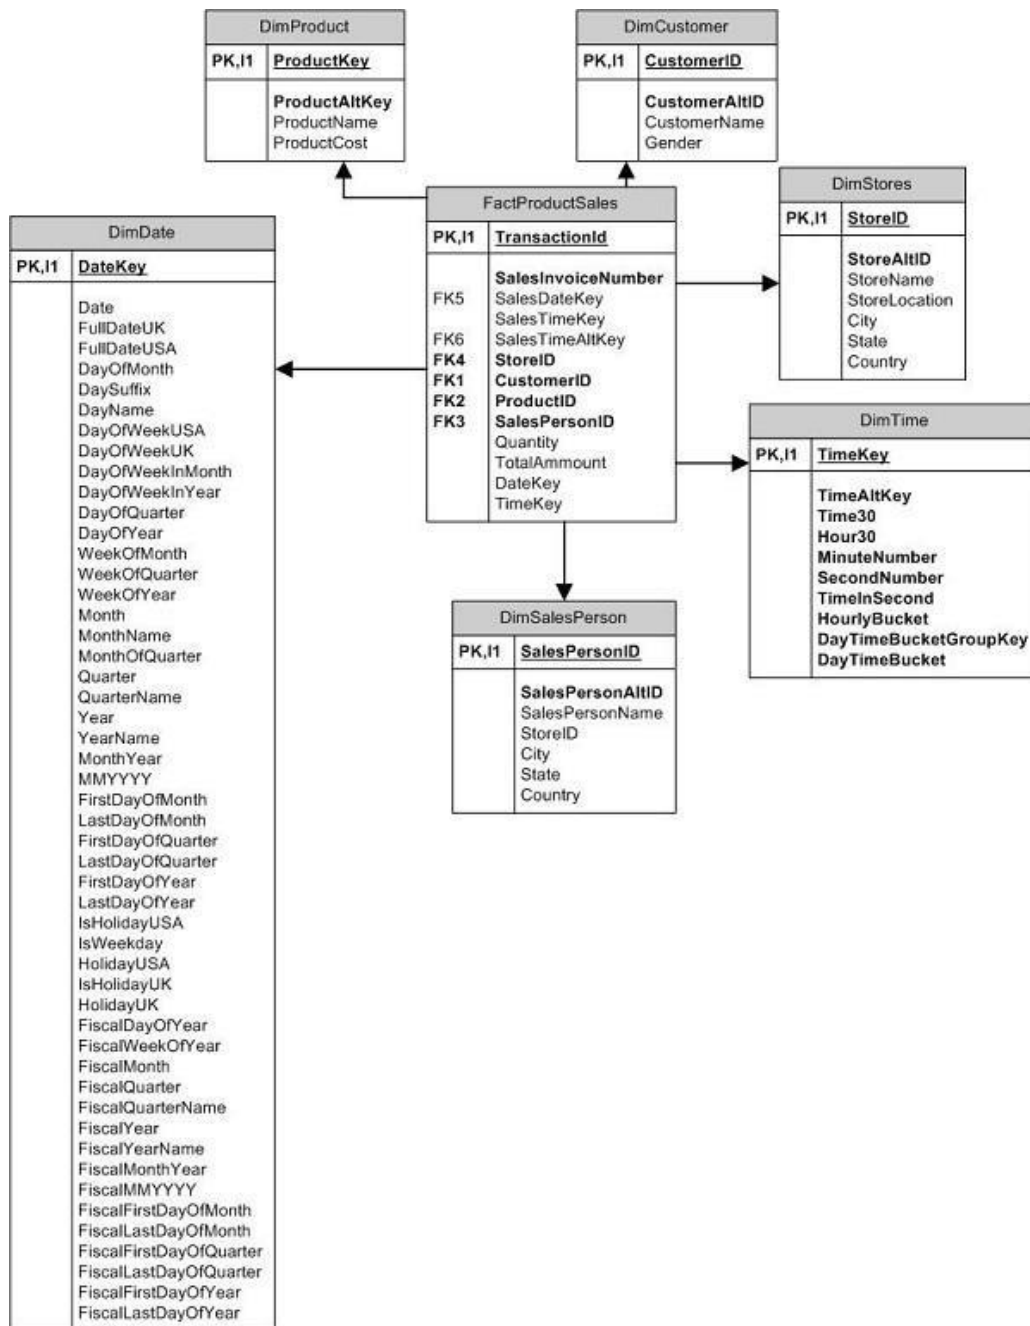 DimProduct
PK,I1 ProductKey
ProductAltKey
ProductName
ProductCost
DimCustomer
PK,I1 CustomerID
CustomerAltID
CustomerName
Gender
DimStores
PK,I1 StoreID
StoreAltID
StoreName
StoreLocation
City
State
Country
FactProductSales
PK,I1 TransactionId
SalesInvoiceNumber
FK5 SalesDateKey
SalesTimeKey
FK6 SalesTimeAltKey
FK4 StoreID
FK1 CustomerID
FK2 ProductID
FK3 SalesPersonID
Quantity
TotalAmmount
DateKey
TimeKey
DimDate
PK,I1 DateKey
Date
FullDateUK
FullDateUSA
DayOfMonth
DaySuffix
DayName
DayOfWeekUSA
DayOfWeekUK
DayOfWeekInMonth
DayOfWeekInYear
DayOfQuarter
DayOfYear
WeekOfMonth
WeekOfQuarter
WeekOfYear
Month
MonthName
MonthOfQuarter
Quarter
QuarterName
Year
YearName
MonthYear
MMYYYY
FirstDayOfMonth
LastDayOfMonth
FirstDayOfQuarter
LastDayOfQuarter
FirstDayOfYear
LastDayOfYear
IsHolidayUSA
IsWeekday
HolidayUSA
IsHolidayUK
HolidayUK
FiscalDayOfYear
FiscalWeekOfYear
FiscalMonth
FiscalQuarter
FiscalQuarterName
FiscalYear
FiscalYearName
FiscalMonthYear
FiscalMMYYYY
FiscalFirstDayOfMonth
FiscalLastDayOfMonth
FiscalFirstDayOfQuarter
FiscalLastDayOfQuarter
FiscalFirstDayOfYear
FiscalLastDayOfYear
DimTime
PK,I1 TimeKey
TimeAltKey
Time30
Hour30
MinuteNumber
SecondNumber
TimeInSecond
HourlyBucket
DayTimeBucketGroupKey
DayTimeBucket
DimSalesPerson
PK,I1 SalesPersonID
SalesPersonAltID
SalesPersonName
StoreID
City
State
Country